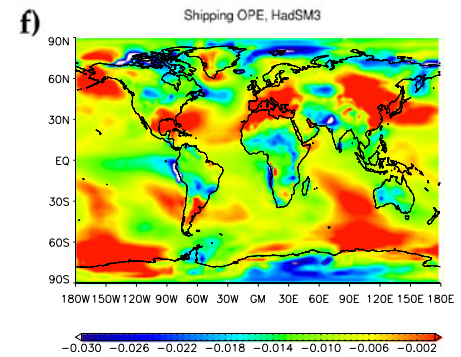 f)
Shipping OPE, HadSM3
90N
60N
30N
EQ
30S
60S
90S
180W 150W 120W 90W 60W 30W GM 30E 60E 90E 120E 150E 180E
-0.030 -0.026 -0.022 -0.018 -0.014 -0.010 -0.006 -0.002